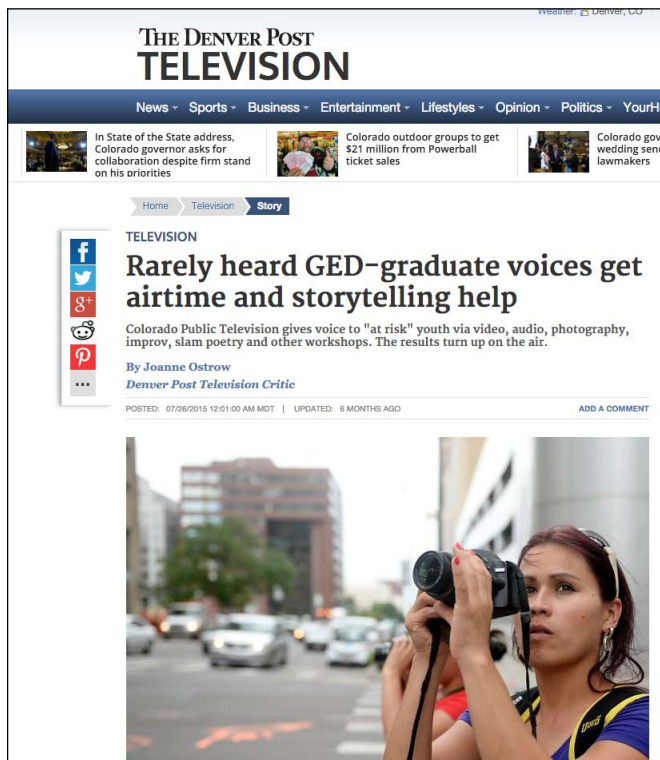 Weather: Denver, CO
THE DENVER POST
TELEVISION
News Sports Business Entertainment Lifestyles Opinion Politics
In State of the State address,
Colorado governor asks for
collaboration despite firm stand
on his priorities
Colorado outdoor groups to get
$21 million from Powerball
ticket sales
Colorado
wedding
lawmakers
Home Television Story
f
g+
p
...
TELEVISION
Rarely heard GED-graduate voices get
airtime and storytelling help
Colorado Public Television gives voice to "at risk" youth via video, audio, photography,
improv, slam poetry and other workshops. The results turn up on the air.
By Joanne Ostrow
Denver Post Television Critic
POSTED: 07/26/2015 12:01:00 AM MDT | UPDATED: 6 MONTHS AGO
ADD A COMMENT